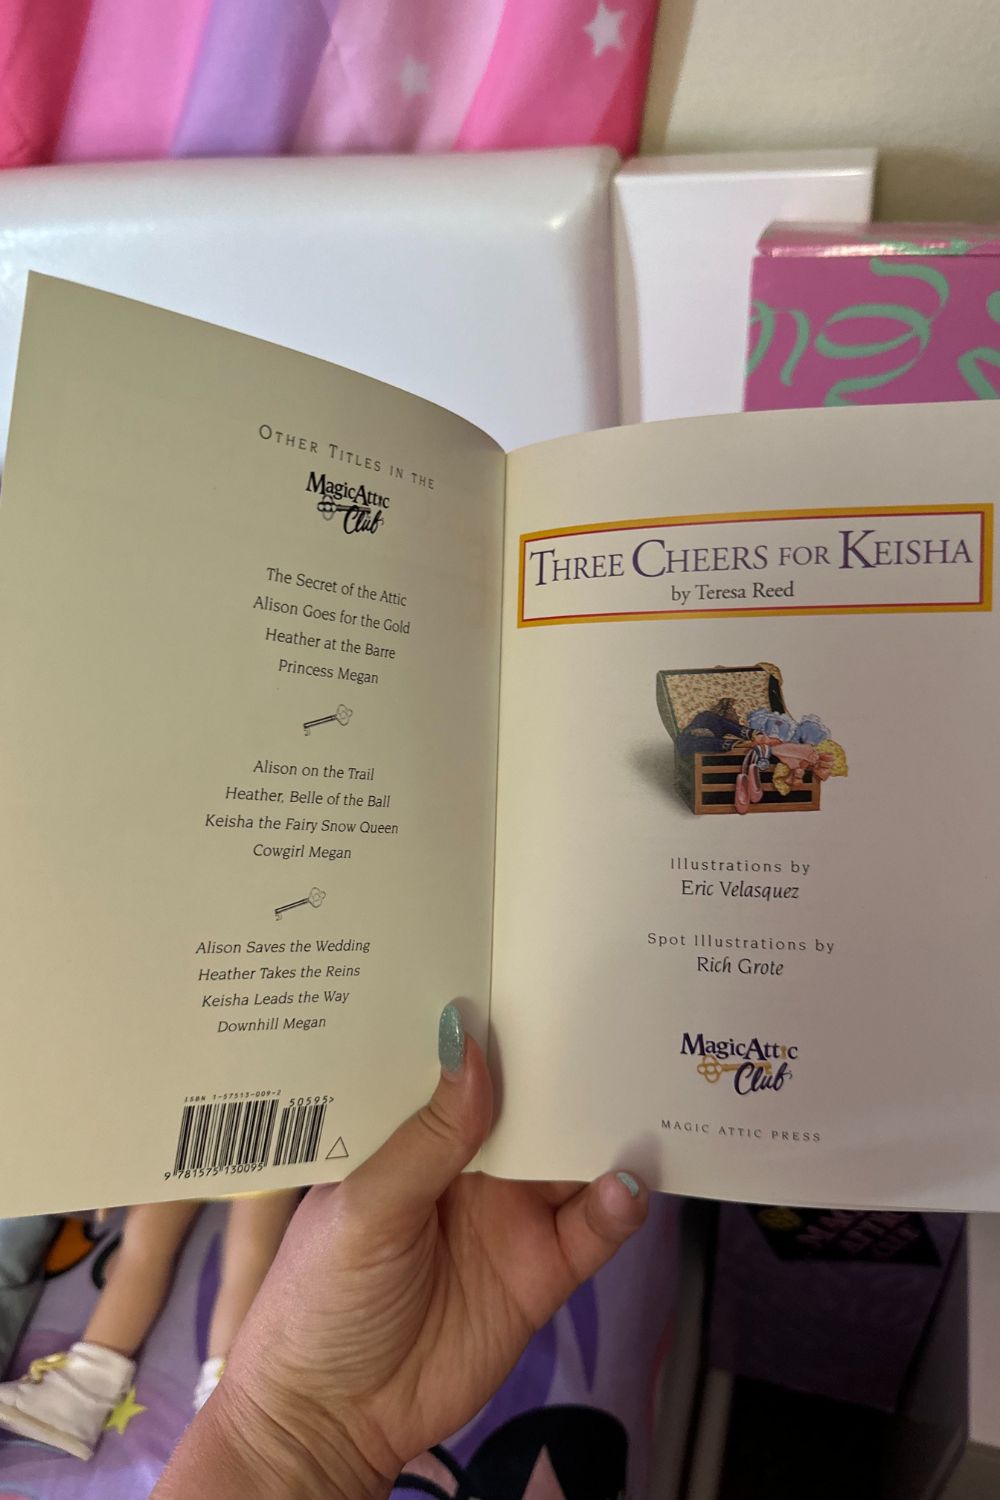 OTHER TITLES IN THE
MagicAttic
Club
The Secret of the Attic
Alison Goes for the Gold
Heather at the Barre
Princess Megan
Alison on the Trail
Heather, Belle of the Ball
Keisha the Fairy Snow Queen
Cowgirl Megan
Alison Saves the Wedding
Heather Takes the Reins
Keisha Leads the Way
Downhill Megan
ISBN 1-57513-009-2
50595>
9 781575 130095
THREE CHEERS FOR KEISHA
by Teresa Reed
Illustrations by
Eric Velasquez
Spot Illustrations by
Rich Grote
MagicAttic
Club
MAGIC ATTIC PRESS